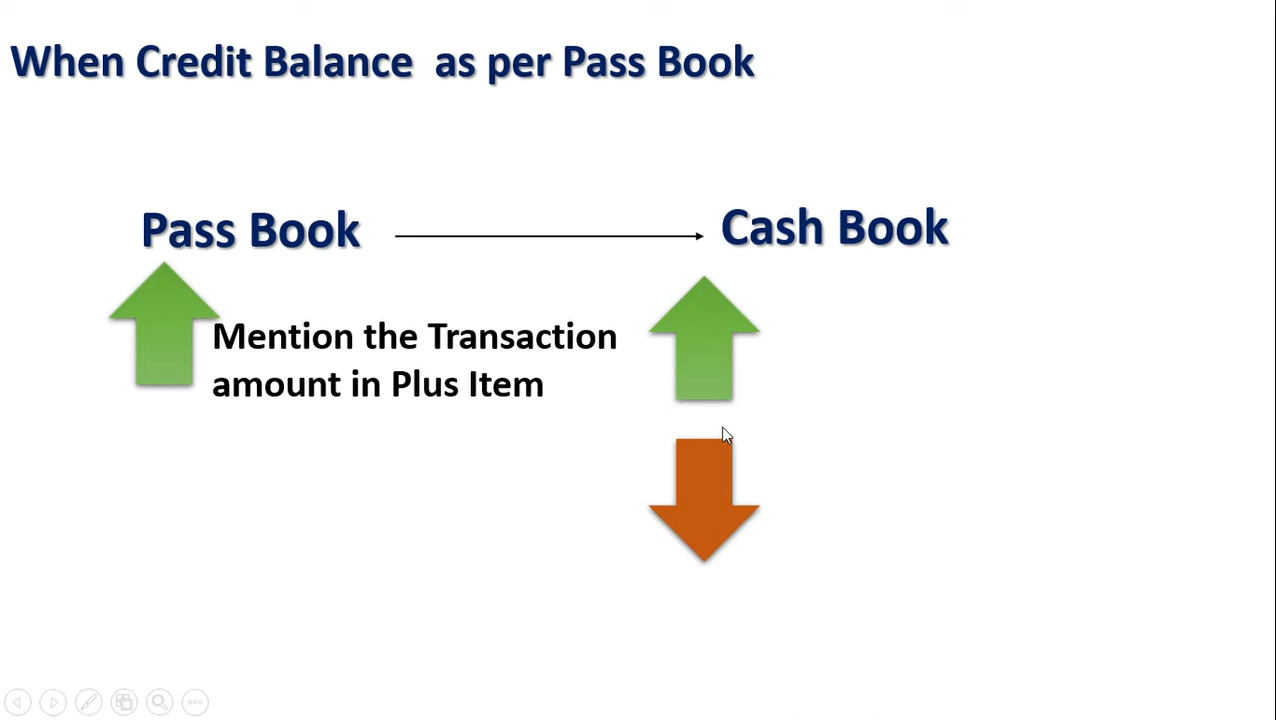 When Credit Balance as per Pass Book
Pass Book
Cash Book
Mention the Transaction
amount in Plus Item